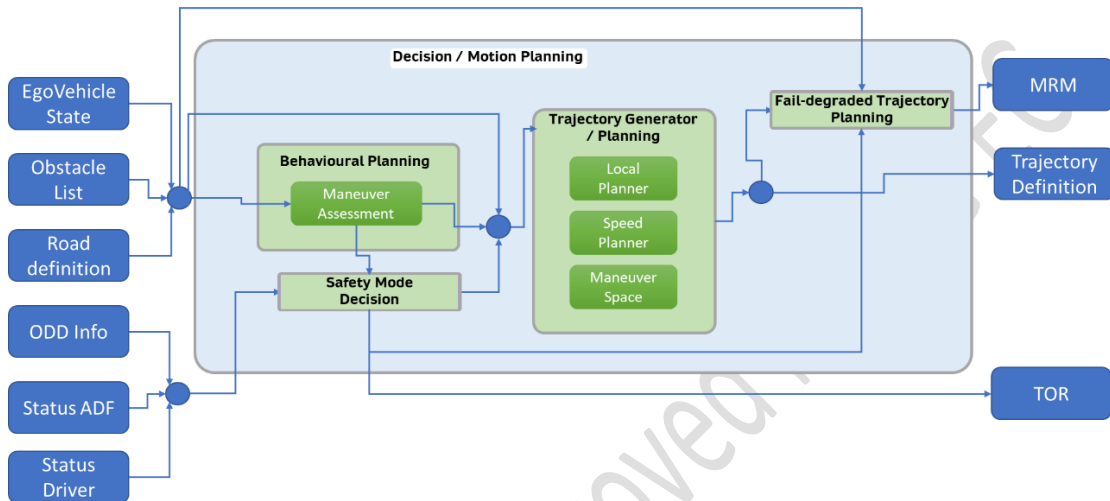 Decision / Motion Planning
EgoVehicle
State
Obstacle
List
Road
definition
ODD Info
Status ADF
Status
Driver
Behavioural Planning
Maneuver
Assessment
Safety Mode
Decision
Trajectory Generator
/ Planning
Local
Planner
Speed
Planner
Maneuver
Space
Fail-degraded Trajectory
Planning
MRM
Trajectory
Definition
TOR